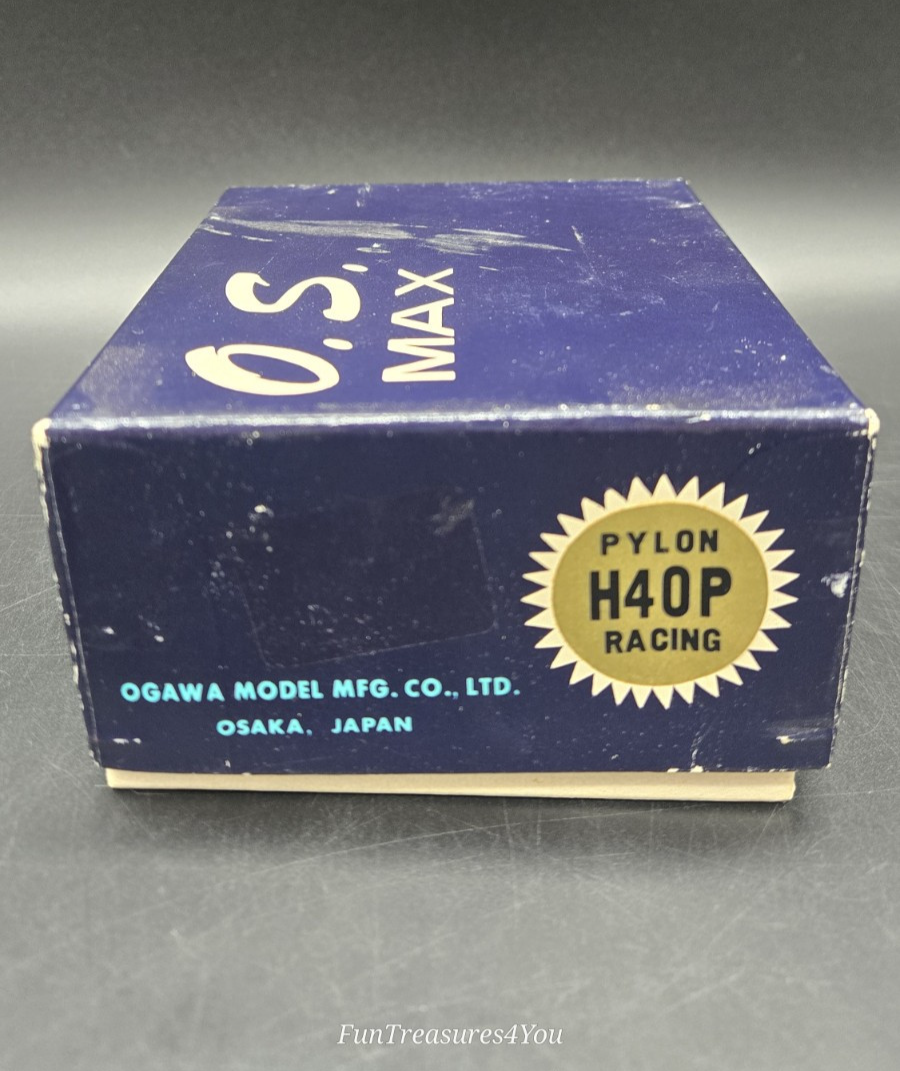 O.S.
MAX
PYLON
H40P
RACING
OGAWA MODEL MFG. CO., LTD.
OSAKA, JAPAN
FunTreasures4You